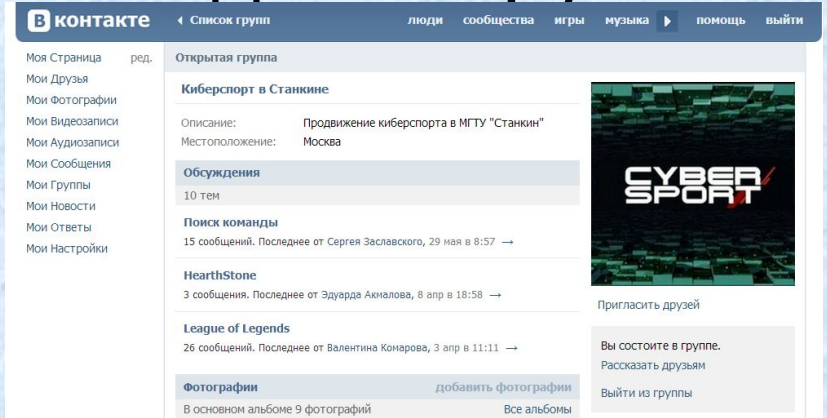 В контакте
Список групп
люди сообщества игры музыка помощь выйти
Моя Страница ред.
Мои Друзья
Мои Фотографии
Мои Видеозаписи
Мои Аудиозаписи
Мои Сообщения
Мои Группы
Мои Новости
Мои Ответы
Мои Настройки
Открытая группа
Киберспорт в Станкине
Описание: Продвижение киберспорта в МГТУ "Станкин"
Местоположение: Москва
Обсуждения
10 тем
Поиск команды
15 сообщений. Последнее от Сергея Заславского, 29 мая в 8:57 →
HearthStone
3 сообщения. Последнее от Эдуарда Акмалова, 8 апр в 18:58 →
League of Legends
26 сообщений. Последнее от Валентина Комарова, 3 апр в 11:11 →
Фотографии добавить фотографии
В основном альбоме 9 фотографий Все альбомы
CYBER
SPORT
Пригласить друзей
Вы состоите в группе.
Рассказать друзьям
Выйти из группы